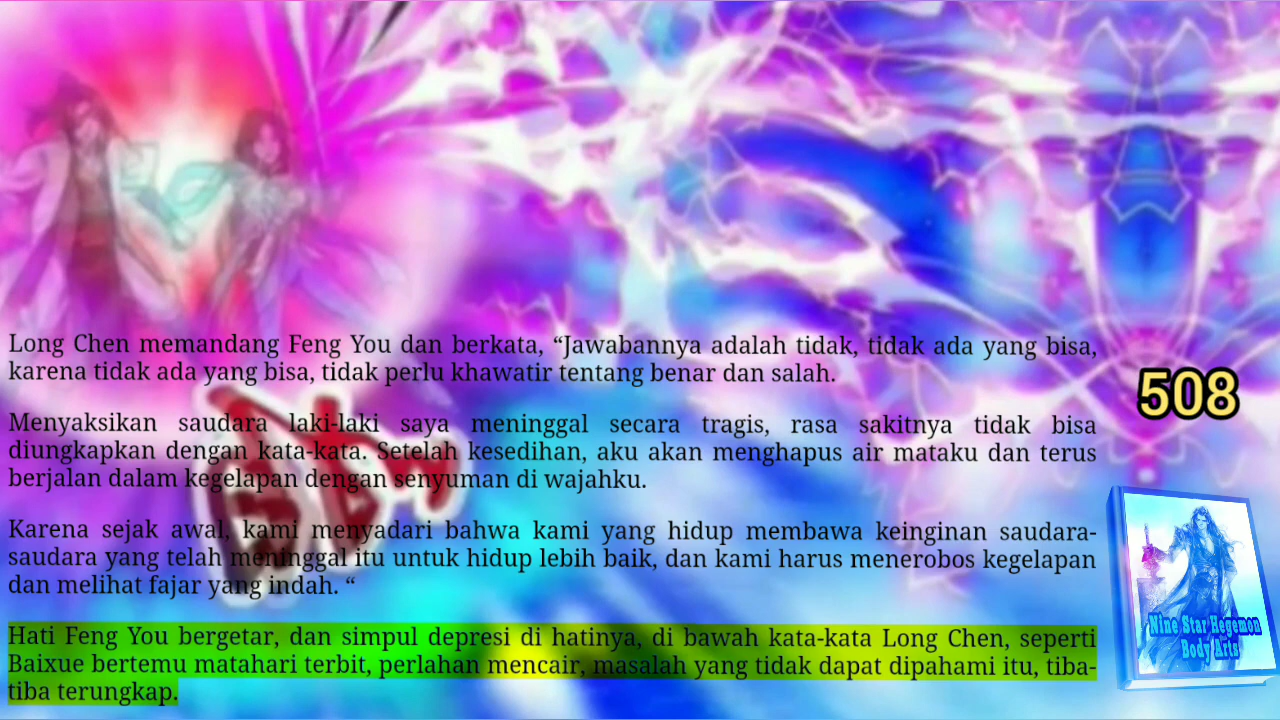 Long Chen memandang Feng You dan berkata, “Jawabannya adalah tidak, tidak ada yang bisa,
karena tidak ada yang bisa, tidak perlu khawatir tentang benar dan salah.
Menyaksikan saudara laki-laki saya meninggal secara tragis, rasa sakitnya tidak bisa
diungkapkan dengan kata-kata. Setelah kesedihan, aku akan menghapus air mataku dan terus
berjalan dalam kegelapan dengan senyuman di wajahku.
Karena sejak awal, kami menyadari bahwa kami yang hidup membawa keinginan saudara-
saudara yang telah meninggal itu untuk hidup lebih baik, dan kami harus menerobos kegelapan
dan melihat fajar yang indah. “
Hati Feng You bergetar, dan simpul depresi di hatinya, di bawah kata-kata Long Chen, seperti
Baixue bertemu matahari terbit, perlahan mencair, masalah yang tidak dapat dipahami itu, tiba-
tiba terungkap.
508
Nine Star Hegemon
Body Arts